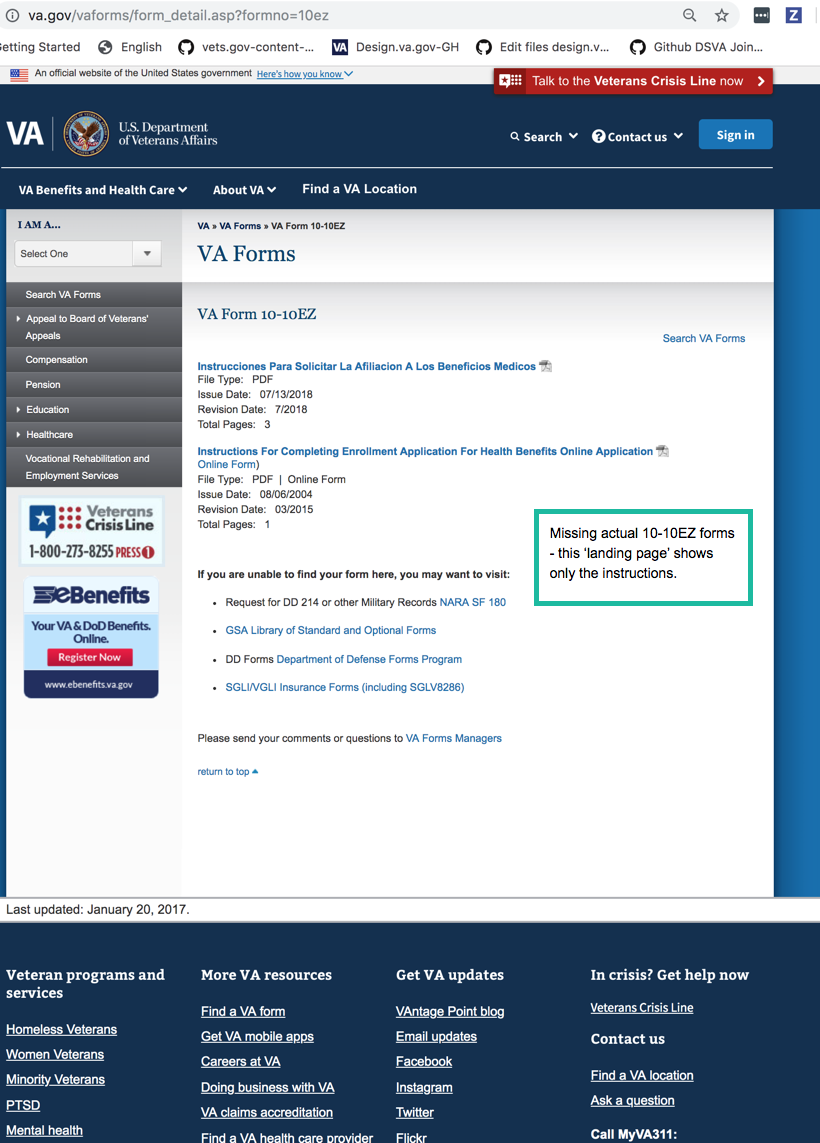 va.gov/vaforms/form_detail.asp?formno=10ez
Z
etting Started English vets.gov-content-... VA Design.va.gov-GH Edit files design.v... Github DSVA Join...
An official website of the United States government Here's how you know
Talk to the Veterans Crisis Line now
VA
U.S. Department
of Veterans Affairs
Search Contact us Sign in
VA Benefits and Health Care About VA Find a VA Location
I AM A...
Select One
VA » VA Forms » VA Form 10-10EZ
VA Forms
Search VA Forms
Appeal to Board of Veterans'
Appeals
Compensation
Pension
Education
Healthcare
Vocational Rehabilitation and
Employment Services
Veterans
Crisis Line
1-800-273-8255 PRESS 1
eBenefits
Your VA & DoD Benefits.
Online.
Register Now
www.ebenefits.va.gov
VA Form 10-10EZ
Search VA Forms
Instrucciones Para Solicitar La Afiliacion A Los Beneficios Medicos
File Type: PDF
Issue Date: 07/13/2018
Revision Date: 7/2018
Total Pages: 3
Instructions For Completing Enrollment Application For Health Benefits Online Application
Online Form)
File Type: PDF | Online Form
Issue Date: 08/06/2004
Revision Date: 03/2015
Total Pages: 1
Missing actual 10-10EZ forms
- this ‘landing page’ shows
only the instructions.
If you are unable to find your form here, you may want to visit:
• Request for DD 214 or other Military Records NARA SF 180
• GSA Library of Standard and Optional Forms
• DD Forms Department of Defense Forms Program
• SGLI/VGLI Insurance Forms (including SGLV8286)
Please send your comments or questions to VA Forms Managers
return to top
Last updated: January 20, 2017.
Veteran programs and
services
Homeless Veterans
Women Veterans
Minority Veterans
PTSD
Mental health
More VA resources
Find a VA form
Get VA mobile apps
Careers at VA
Doing business with VA
VA claims accreditation
Find a VA health care provider
Get VA updates
VAntage Point blog
Email updates
Facebook
Instagram
Twitter
Flickr
In crisis? Get help now
Veterans Crisis Line
Contact us
Find a VA location
Ask a question
Call MyVA311: